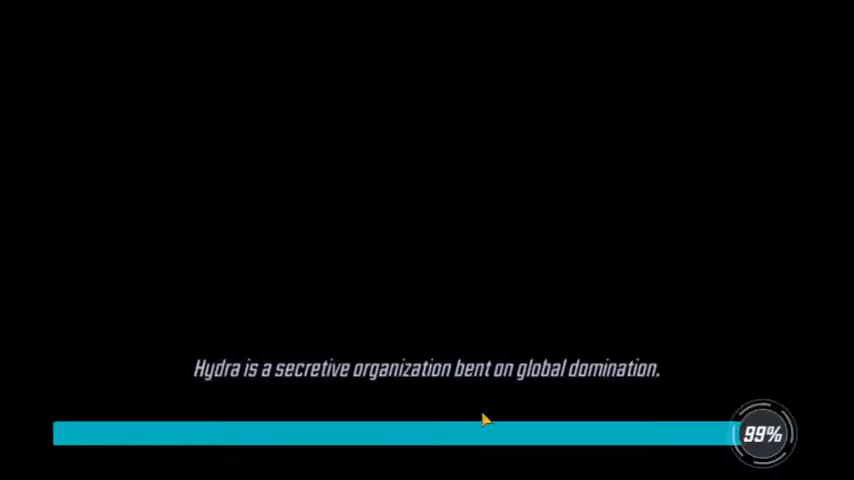 Hydra is a secretive organization bent on global domination.
99%